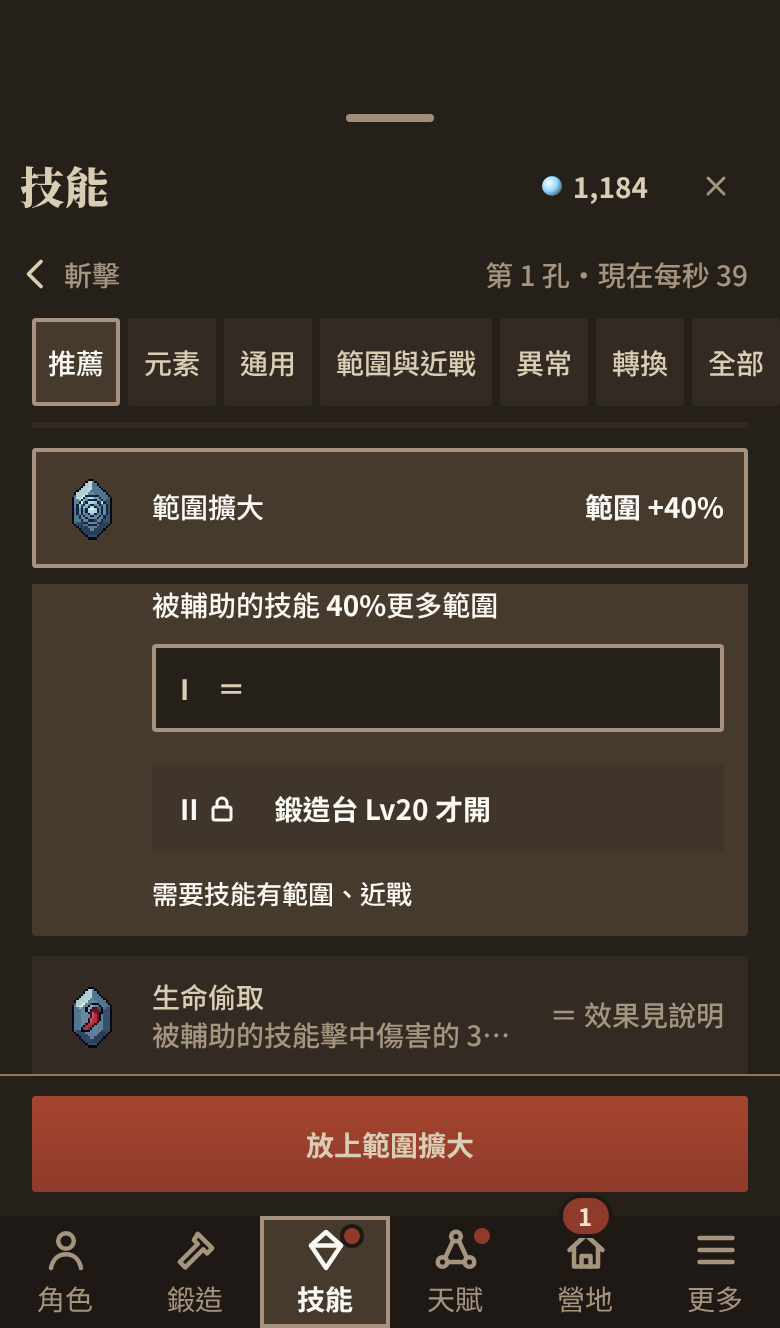 技能
1,184
斬擊
第 1 孔・現在每秒 39
推薦 元素 通用 範圍與近戰 異常 轉換 全部
範圍擴大
範圍 +40%
被輔助的技能 40%更多範圍
I ＝
II 鍛造台 Lv20 才開
需要技能有範圍、近戰
生命偷取
被輔助的技能擊中傷害的 3⋯
＝ 效果見說明
放上範圍擴大
1
角色 鍛造 技能 天賦 營地 更多